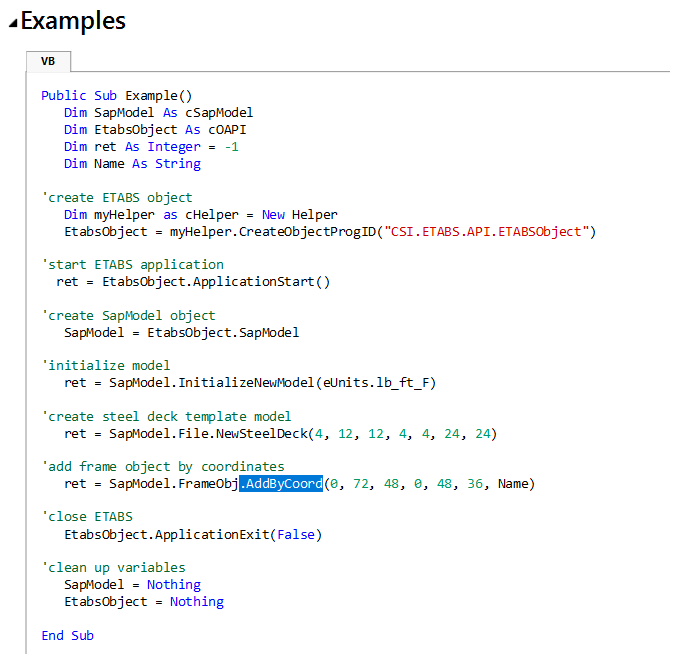 Examples
VB
Public Sub Example()
Dim SapModel As cSapModel
Dim EtabsObject As cOAPI
Dim ret As Integer = -1
Dim Name As String
'create ETABS object
Dim myHelper as cHelper = New Helper
EtabsObject = myHelper.CreateObjectProgID("CSI.ETABS.API.ETABSObject")
'start ETABS application
ret = EtabsObject.ApplicationStart()
'create SapModel object
SapModel = EtabsObject.SapModel
'initialize model
ret = SapModel.InitializeNewModel(eUnits.lb_ft_F)
'create steel deck template model
ret = SapModel.File.NewSteelDeck(4, 12, 12, 4, 4, 24, 24)
'add frame object by coordinates
ret = SapModel.FrameObj.AddByCoord(0, 72, 48, 0, 48, 36, Name)
'close ETABS
EtabsObject.ApplicationExit(False)
'clean up variables
SapModel = Nothing
EtabsObject = Nothing
End Sub